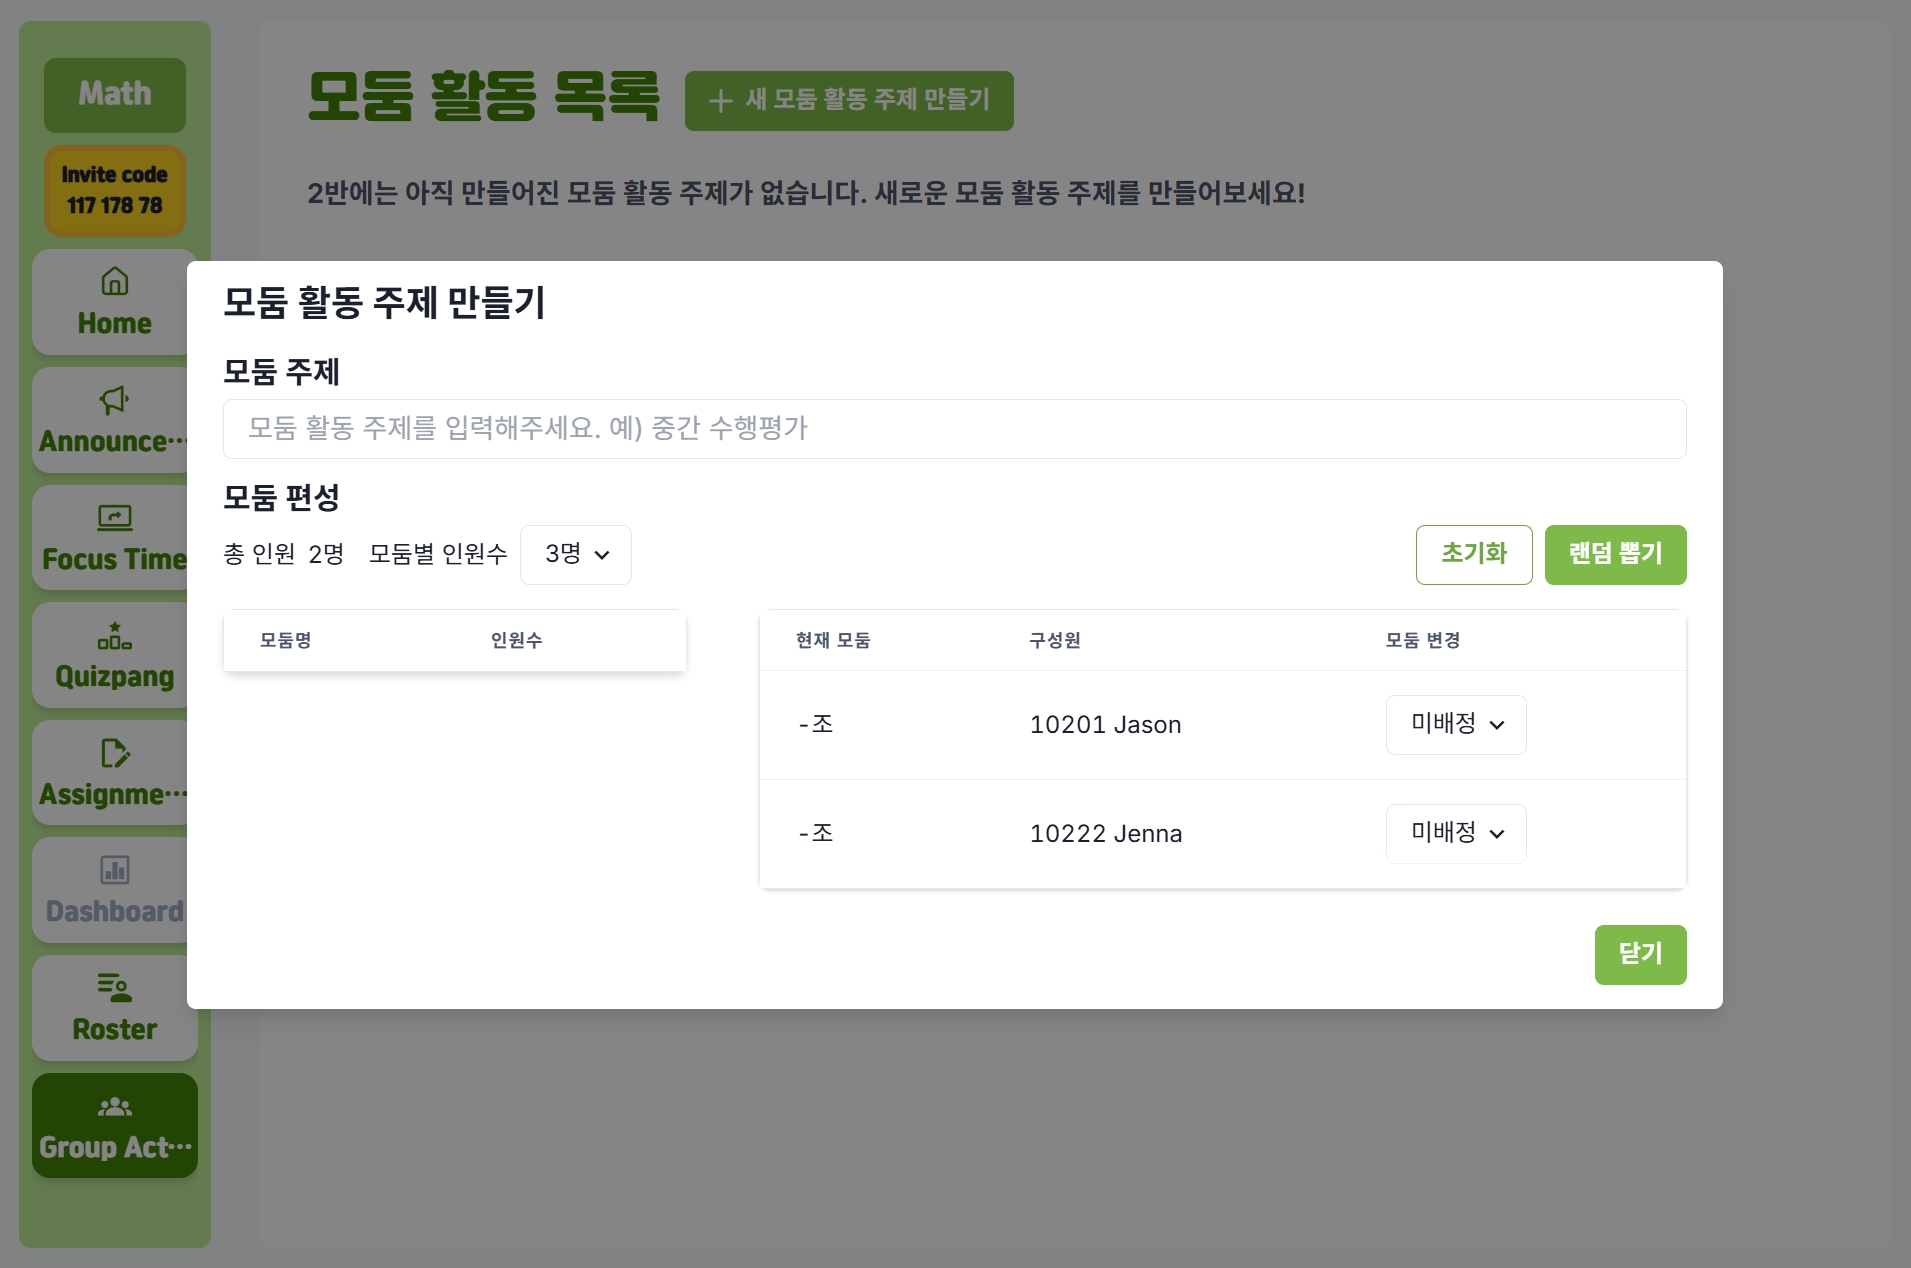 Math
Invite code
117 178 78
Home
Announce···
Focus Time
Quizpang
Assignme···
Dashboard
Roster
Group Act···
모둠 활동 목록
새 모둠 활동 주제 만들기
2반에는 아직 만들어진 모둠 활동 주제가 없습니다. 새로운 모둠 활동 주제를 만들어보세요!
모둠 활동 주제 만들기
모둠 주제
모둠 활동 주제를 입력해주세요. 예) 중간 수행평가
모둠 편성
총 인원 2명 모둠별 인원수 3명
초기화 랜덤 뽑기
모둠명 인원수
현재 모둠 구성원 모둠 변경
-조 10201 Jason 미배정
-조 10222 Jenna 미배정
닫기